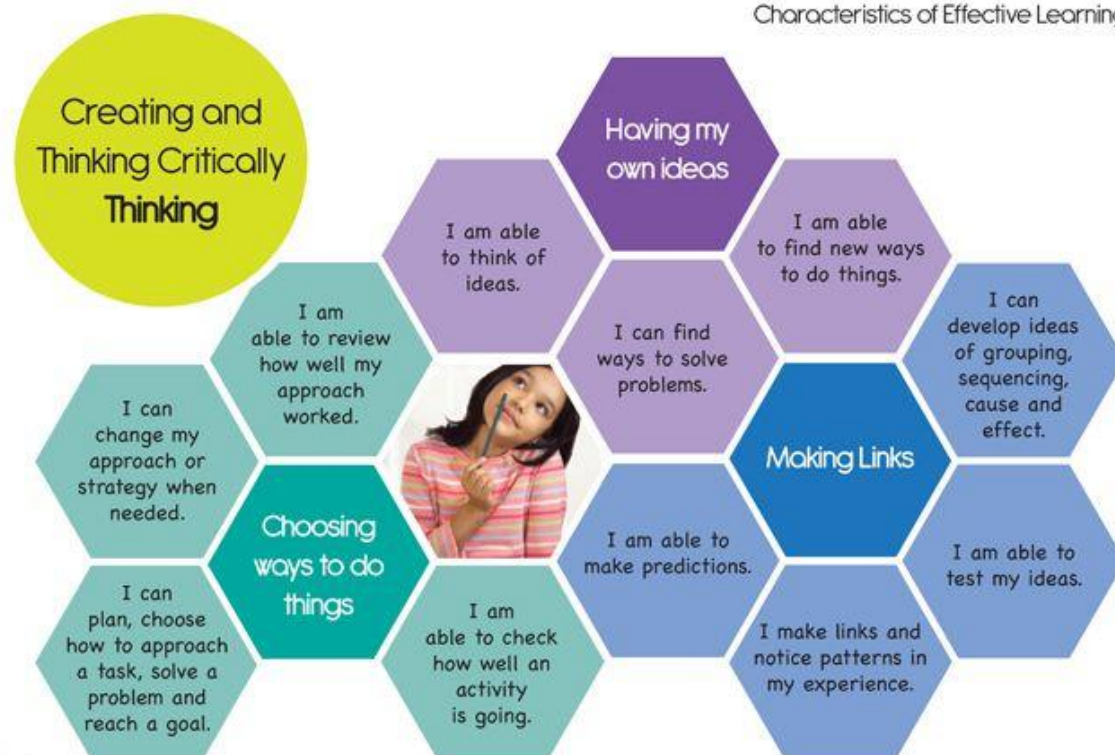 Characteristics of Effective Learning
Creating and
Thinking Critically
Thinking
Having my
own ideas
I am able
to think of
ideas.
I am able
to find new ways
to do things.
I can find
ways to solve
problems.
I am
able to review
how well my
approach
worked.
I can
change my
approach or
strategy when
needed.
Choosing
ways to do
things
I can
plan, choose
how to approach
a task, solve a
problem and
reach a goal.
I am
able to check
how well an
activity
is going.
Making Links
I can
develop ideas
of grouping,
sequencing,
cause and
effect.
I am able to
make predictions.
I am able to
test my ideas.
I make links and
notice patterns in
my experience.